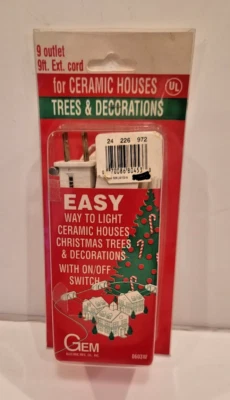 9 outlet
9ft. Ext. cord
for CERAMIC HOUSES
UL
TREES & DECORATIONS
24 226 972
EASY
WAY TO LIGHT
CERAMIC HOUSES
CHRISTMAS TREES
& DECORATIONS
WITH ON/OFF
SWITCH
GEM